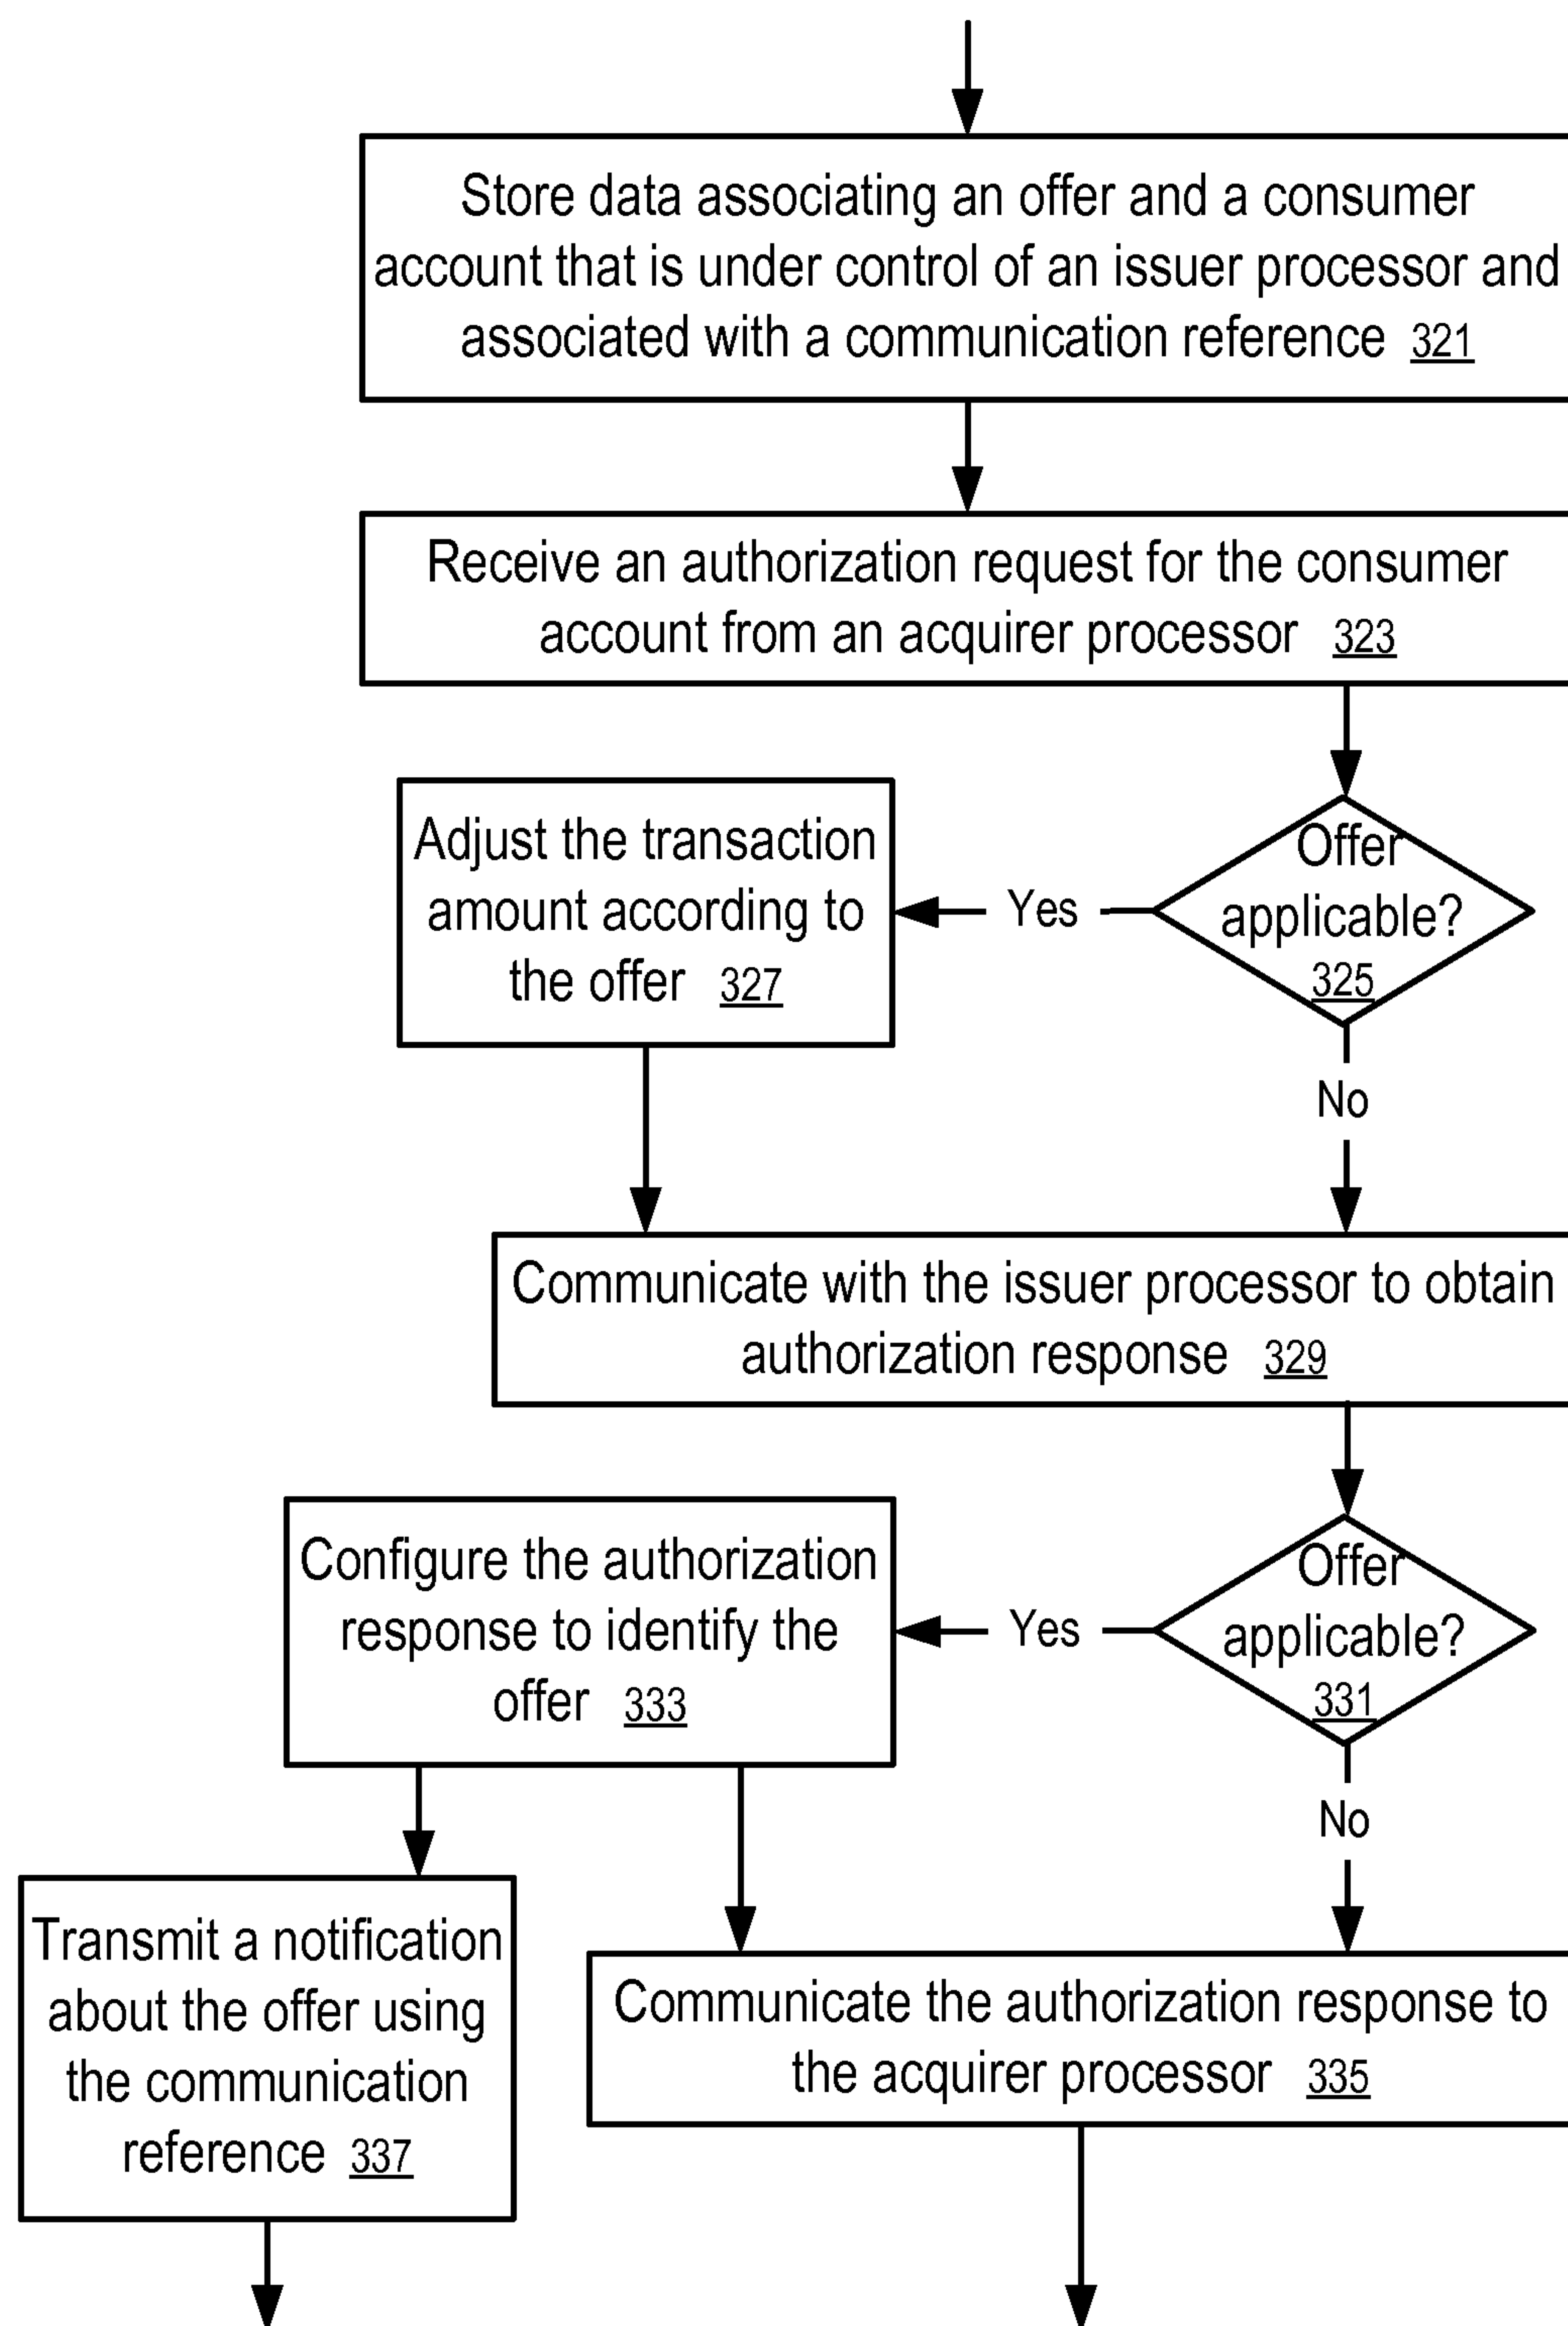 Store data associating an offer and a consumer
account that is under control of an issuer processor and
associated with a communication reference 321
Receive an authorization request for the consumer
account from an acquirer processor 323
Adjust the transaction
amount according to
the offer 327
Yes
Offer
applicable?
325
No
Communicate with the issuer processor to obtain
authorization response 329
Configure the authorization
response to identify the
offer 333
Yes
Offer
applicable?
331
No
Transmit a notification
about the offer using
the communication
reference 337
Communicate the authorization response to
the acquirer processor 335